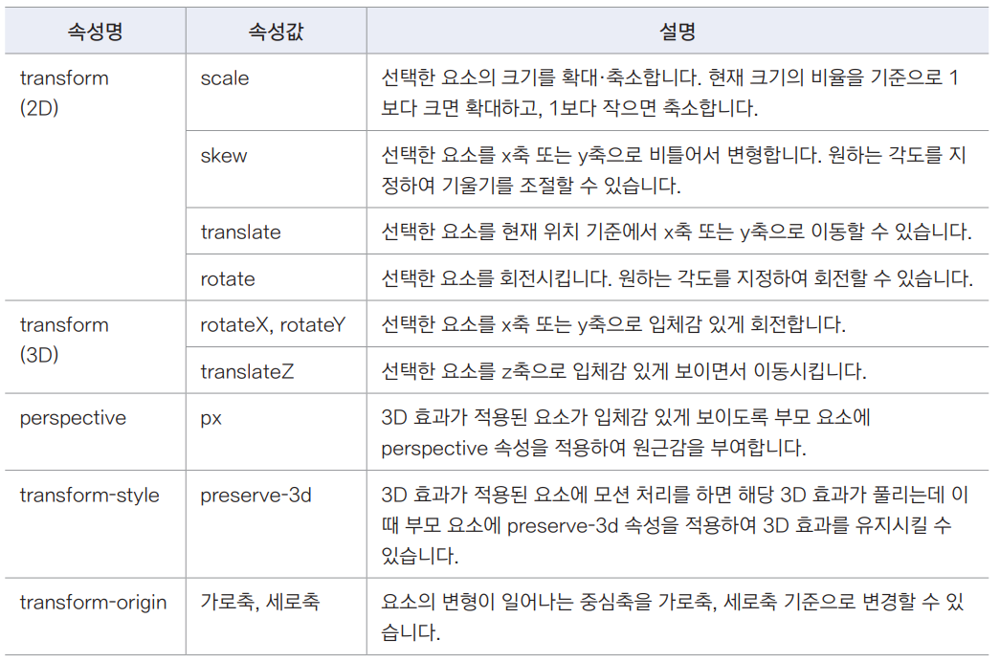 속성명 속성값 설명
transform scale 선택한 요소의 크기를 확대·축소합니다. 현재 크기의 비율을 기준으로 1
(2D) 보다 크면 확대하고, 1보다 작으면 축소합니다.
skew 선택한 요소를 x축 또는 y축으로 비틀어서 변형합니다. 원하는 각도를 지
정하여 기울기를 조절할 수 있습니다.
translate 선택한 요소를 현재 위치 기준에서 x축 또는 y축으로 이동할 수 있습니다.
rotate 선택한 요소를 회전시킵니다. 원하는 각도를 지정하여 회전할 수 있습니다.
transform rotateX, rotateY 선택한 요소를 x축 또는 y축으로 입체감 있게 회전합니다.
(3D)
translateZ 선택한 요소를 z축으로 입체감 있게 보이면서 이동시킵니다.
perspective px 3D 효과가 적용된 요소가 입체감 있게 보이도록 부모 요소에
perspective 속성을 적용하여 원근감을 부여합니다.
transform-style preserve-3d 3D 효과가 적용된 요소에 모션 처리를 하면 해당 3D 효과가 풀리는데 이
때 부모 요소에 preserve-3d 속성을 적용하여 3D 효과를 유지시킬 수
있습니다.
transform-origin 가로축, 세로축 요소의 변형이 일어나는 중심축을 가로축, 세로축 기준으로 변경할 수 있
습니다.